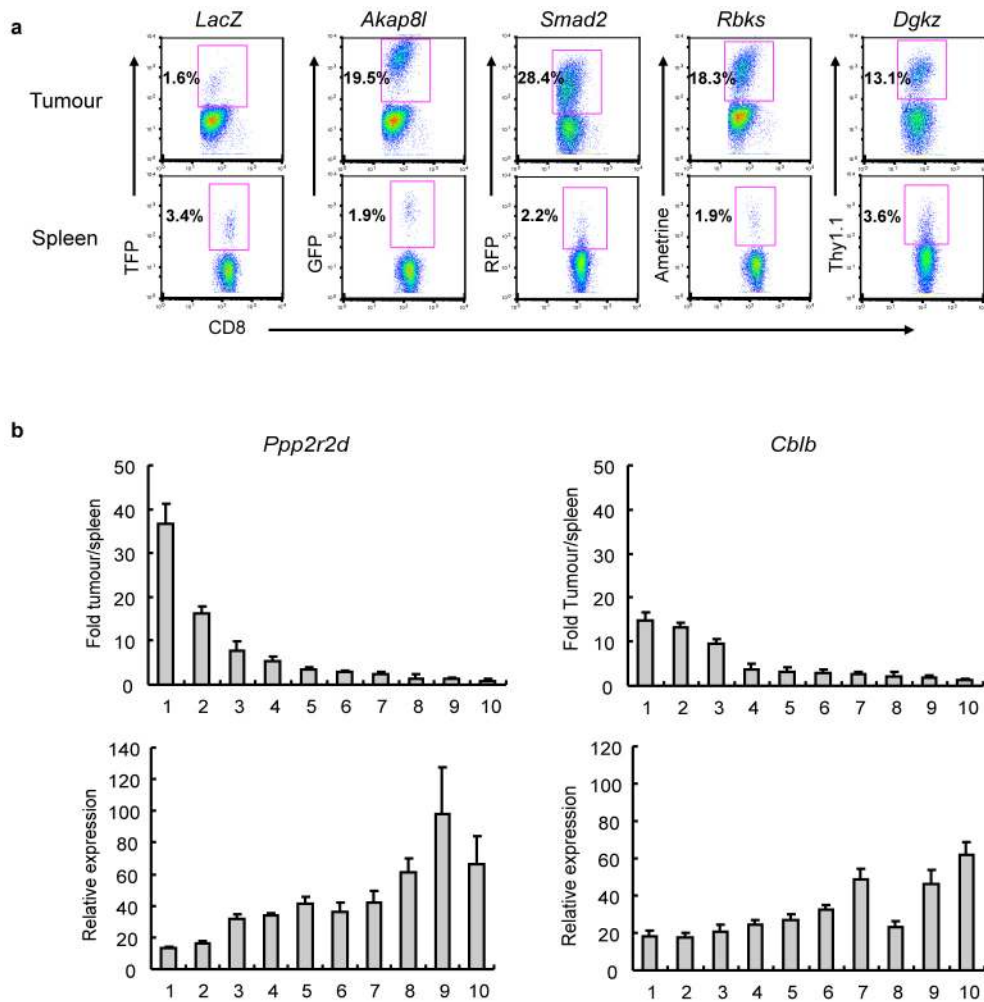 a
LacZ Akap8l Smad2 Rbks Dgkz
Tumour
1.6% 19.5% 28.4% 18.3% 13.1%
Spleen
3.4% 1.9% 2.2% 1.9% 3.6%
TFP GFP RFP Ametrine Thy1.1
CD8
b
Ppp2r2d Cblb
Fold tumour/spleen
50
40
30
20
10
0
1 2 3 4 5 6 7 8 9 10
Fold Tumour/spleen
50
40
30
20
10
0
1 2 3 4 5 6 7 8 9 10
Relative expression
140
120
100
80
60
40
20
0
1 2 3 4 5 6 7 8 9 10
Relative expression
120
100
80
60
40
20
0
1 2 3 4 5 6 7 8 9 10